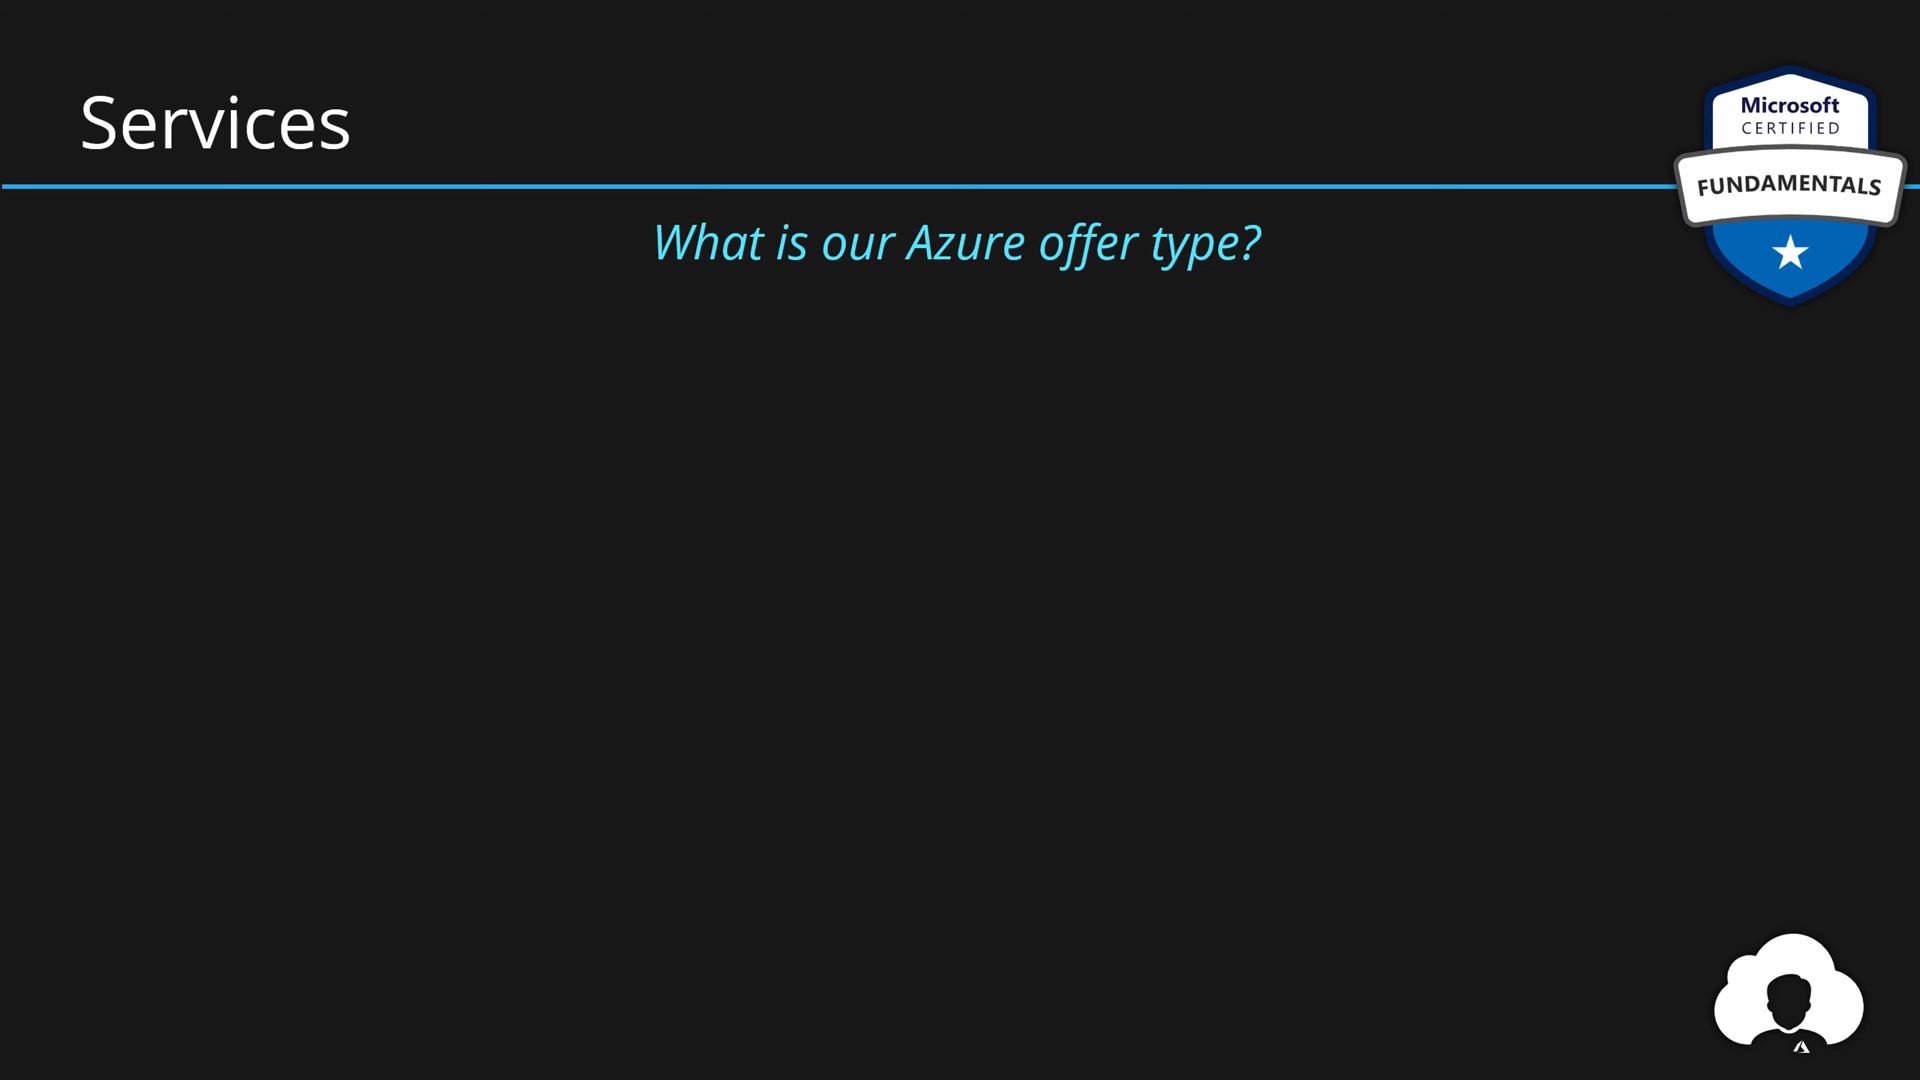 Services
Microsoft
CERTIFIED
FUNDAMENTALS
What is our Azure offer type?